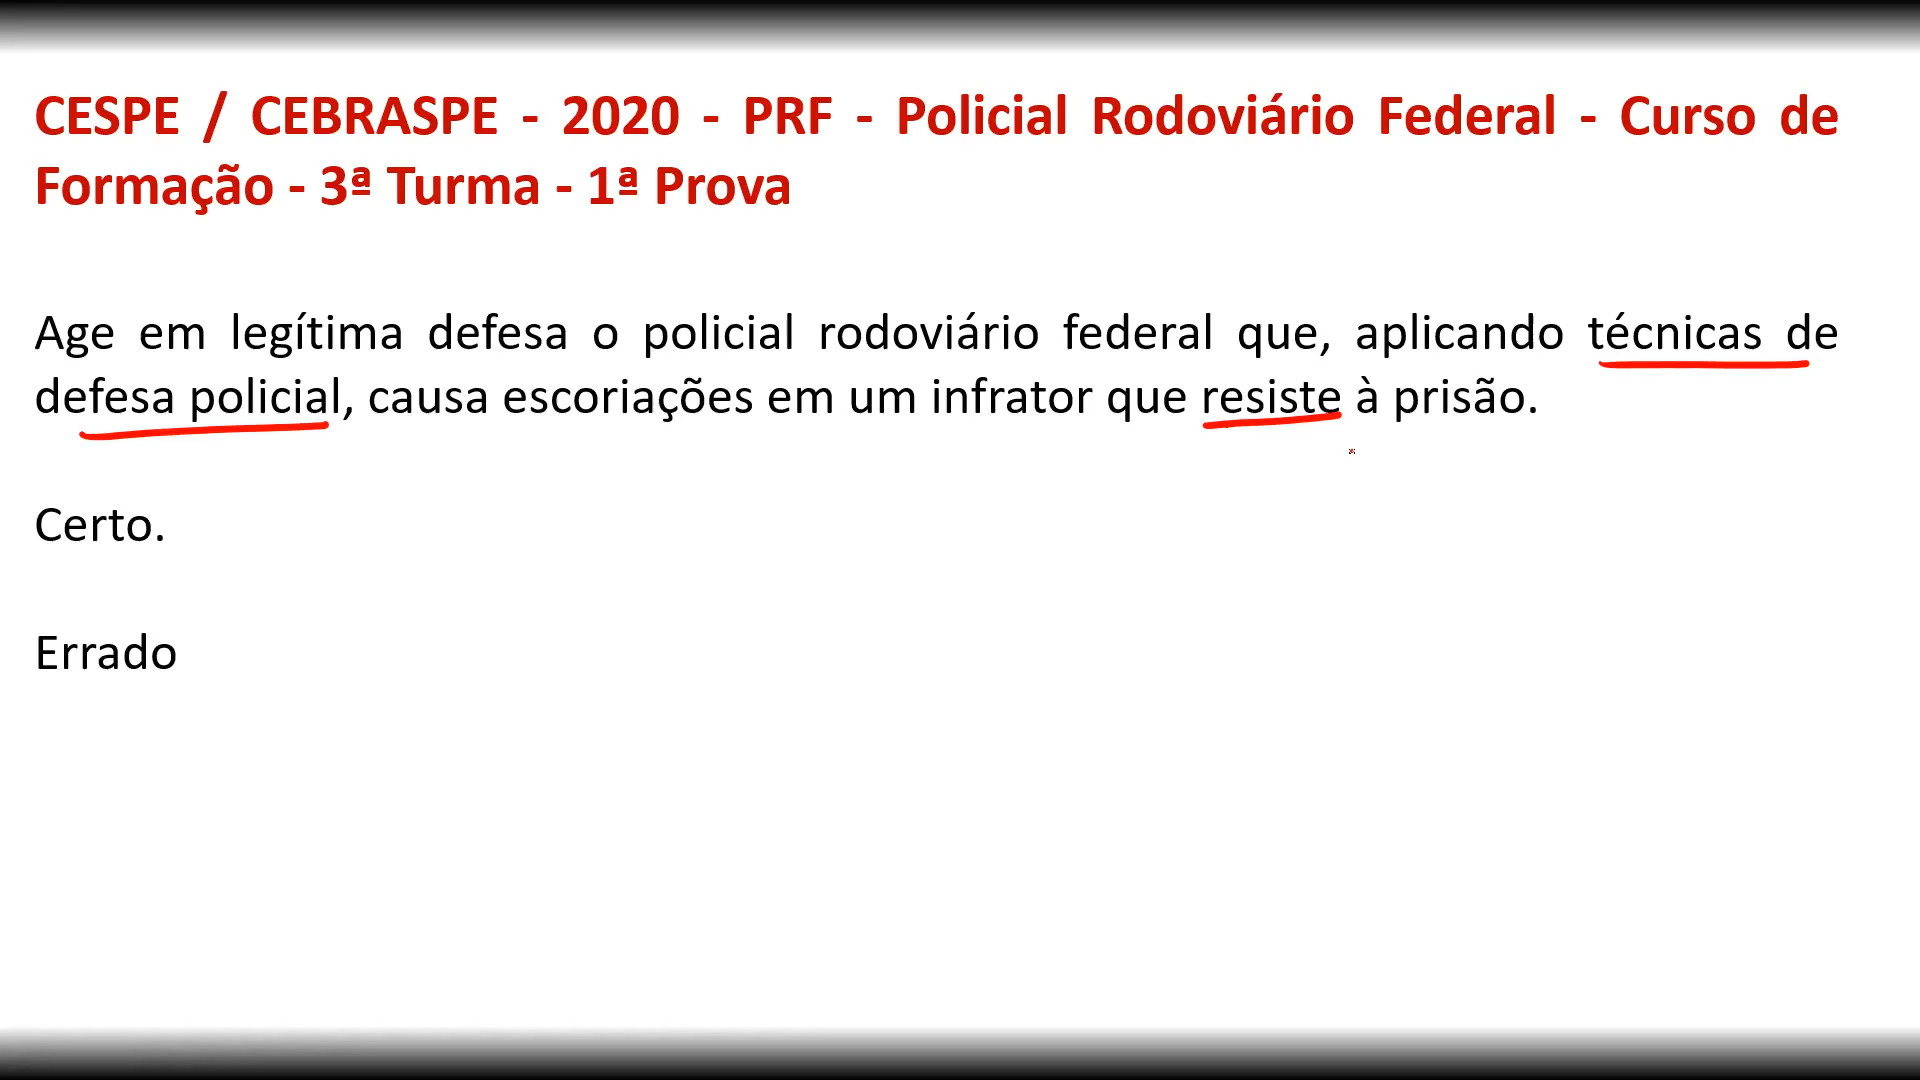 CESPE / CEBRASPE - 2020 - PRF - Policial Rodoviário Federal - Curso de
Formação - 3ª Turma - 1ª Prova
Age em legítima defesa o policial rodoviário federal que, aplicando técnicas de
defesa policial, causa escoriações em um infrator que resiste à prisão.
Certo.
Errado